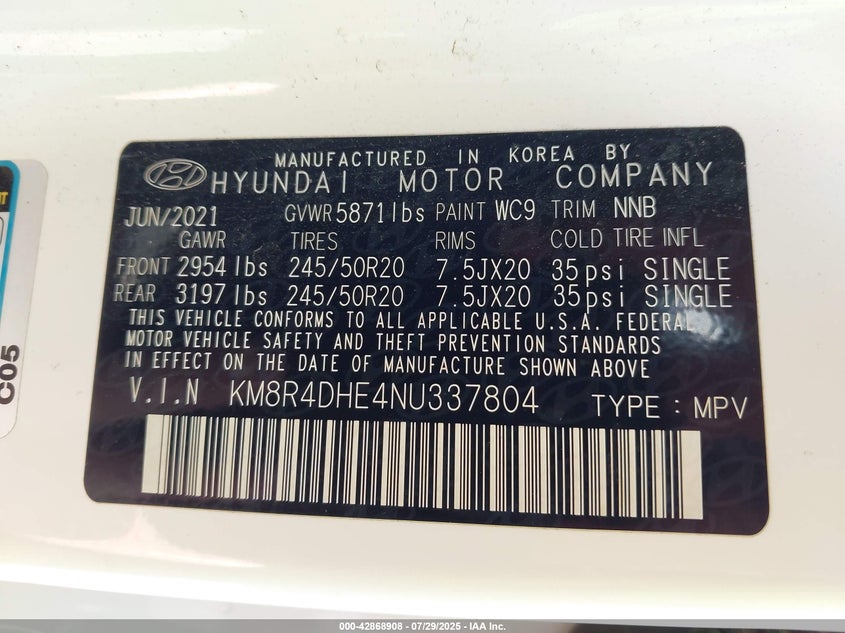 MANUFACTURED IN KOREA BY
HYUNDAI MOTOR COMPANY
JUN/2021 GVWR 5871lbs PAINT WC9 TRIM NNB
GAWR TIRES RIMS COLD TIRE INFL
FRONT 2954 lbs 245/50R20 7.5JX20 35psi SINGLE
REAR 3197 lbs 245/50R20 7.5JX20 35psi SINGLE
THIS VEHICLE CONFORMS TO ALL APPLICABLE U.S.A. FEDERAL
MOTOR VEHICLE SAFETY AND THEFT PREVENTION STANDARDS
IN EFFECT ON THE DATE OF MANUFACTURE SHOWN ABOVE
V.I.N KM8R4DHE4NU337804 TYPE : MPV
C05
000-42868908 - 07/29/2025 - IAA Inc.